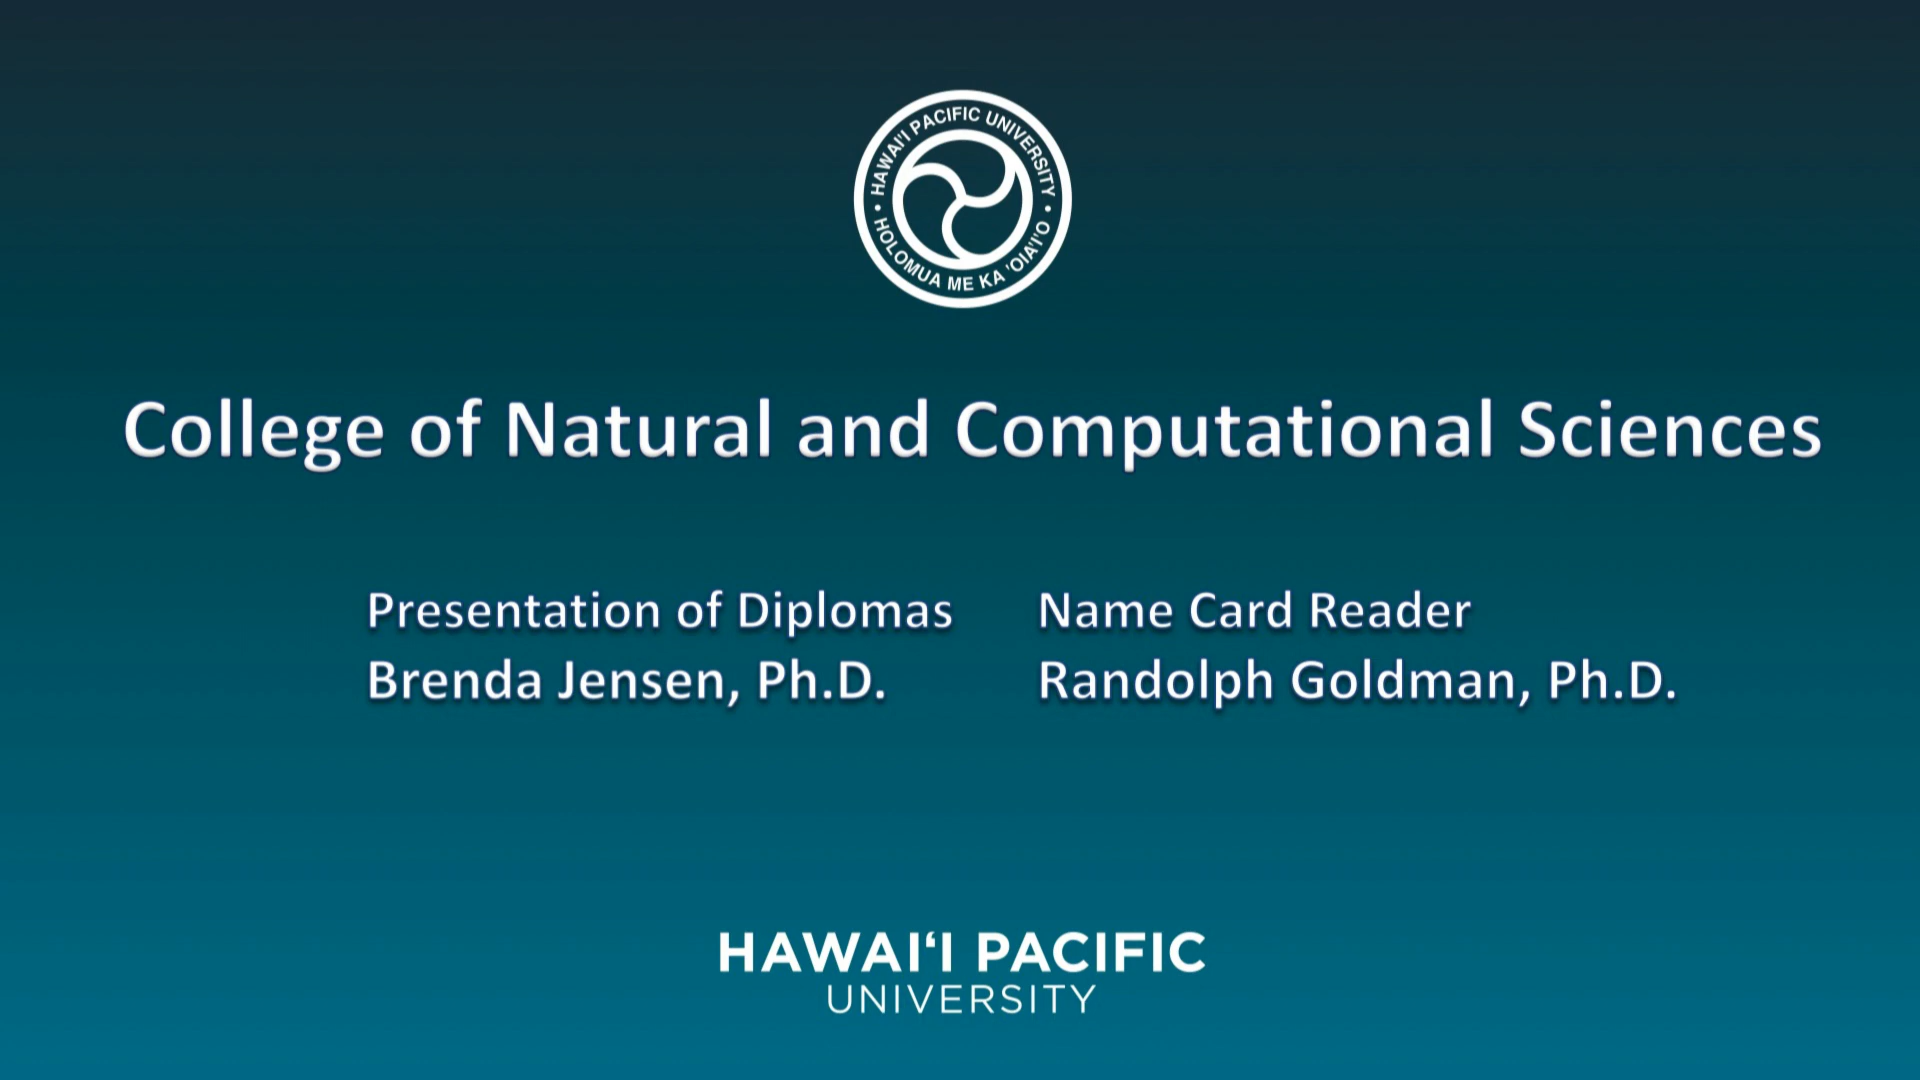 • HAWAI'I PACIFIC UNIVERSITY •
HOLOMUA ME KA 'OIA'I'O
College of Natural and Computational Sciences
Presentation of Diplomas
Brenda Jensen, Ph.D.
Name Card Reader
Randolph Goldman, Ph.D.
HAWAIʻI PACIFIC
UNIVERSITY